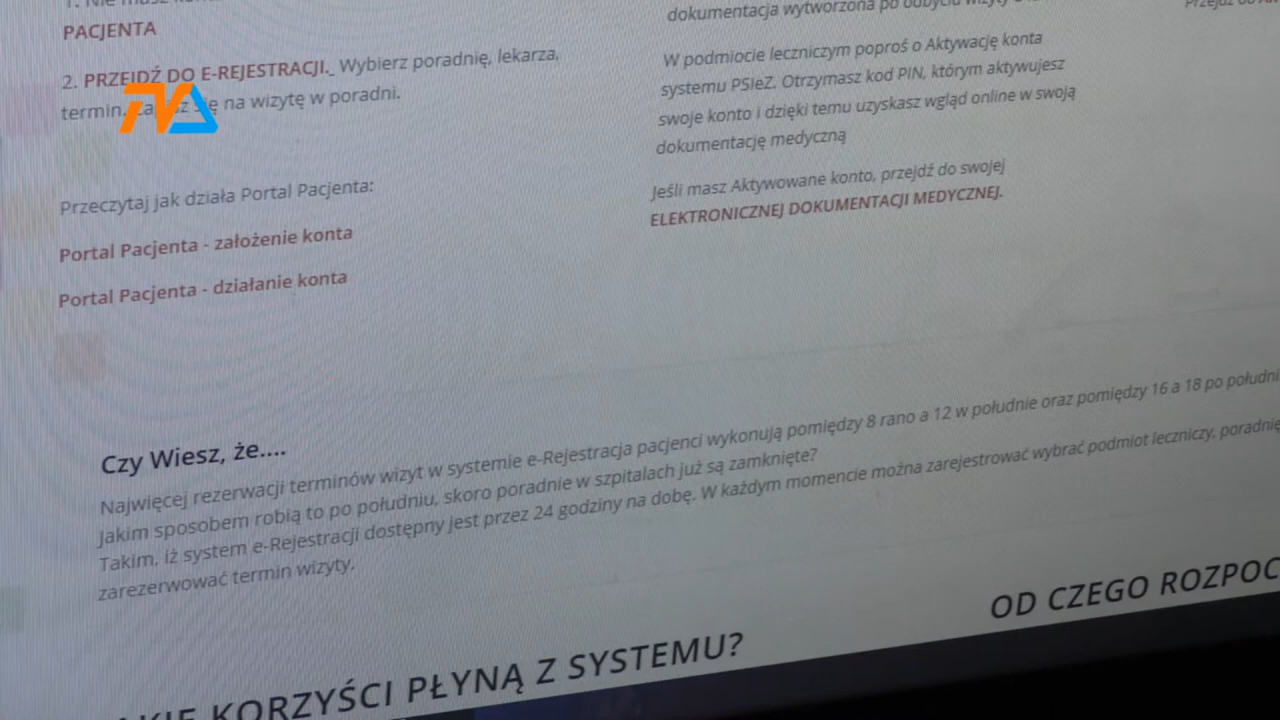 PACJENTA
2. PRZEJDŹ DO E-REJESTRACJI. Wybierz poradnię, lekarza,
termin. się na wizytę w poradni.
Przeczytaj jak działa Portal Pacjenta:
Portal Pacjenta - założenie konta
Portal Pacjenta - działanie konta
dokumentacja wytworzona po odbyciu wizyty
W podmiocie leczniczym poproś o Aktywację konta
systemu PSIeZ. Otrzymasz kod PIN, którym aktywujesz
swoje konto i dzięki temu uzyskasz wgląd online w swoją
dokumentację medyczną
Jeśli masz Aktywowane konto, przejdź do swojej
ELEKTRONICZNEJ DOKUMENTACJI MEDYCZNEJ.
Czy Wiesz, że....
Najwięcej rezerwacji terminów wizyt w systemie e-Rejestracja pacjenci wykonują pomiędzy 8 rano a 12 w południe oraz pomiędzy 16 a 18 po południ
Jakim sposobem robią to po południu, skoro poradnie w szpitalach już są zamknięte?
Takim, iż system e-Rejestracji dostępny jest przez 24 godziny na dobę. W każdym momencie można zarejestrować wybrać podmiot leczniczy, poradnię
zarezerwować termin wizyty.
KORZYŚCI PŁYNĄ Z SYSTEMU?
OD CZEGO ROZPOC